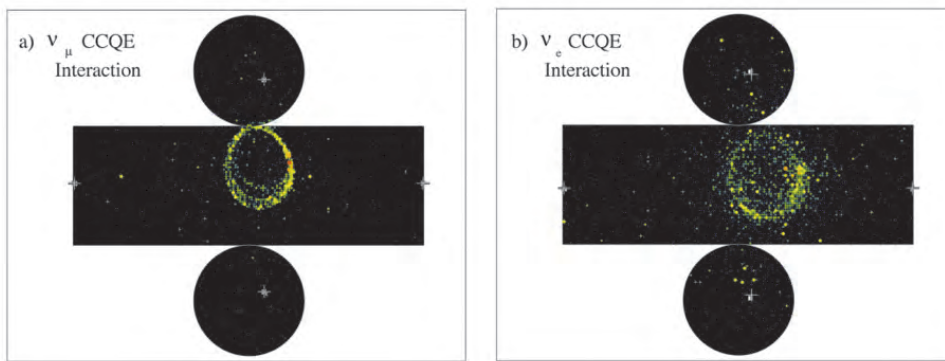 a) ν μ CCQE
Interaction
b) ν e CCQE
Interaction